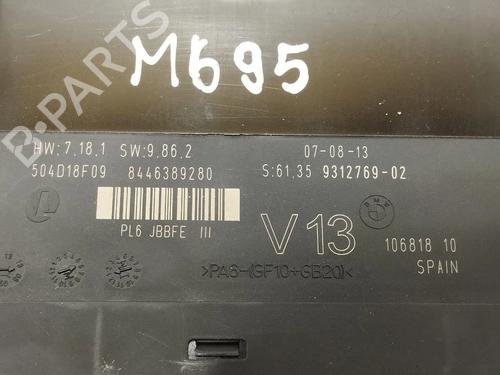 M695
B-PARTS
HW:7.18.1 SW:9.86.2 07-08-13
504D18F09 8446389280 S:61.35 9312769-02
PL6 JBBFE III
V13
BMW
106818 10
SPAIN
>PA6-(GF10+GB20)<